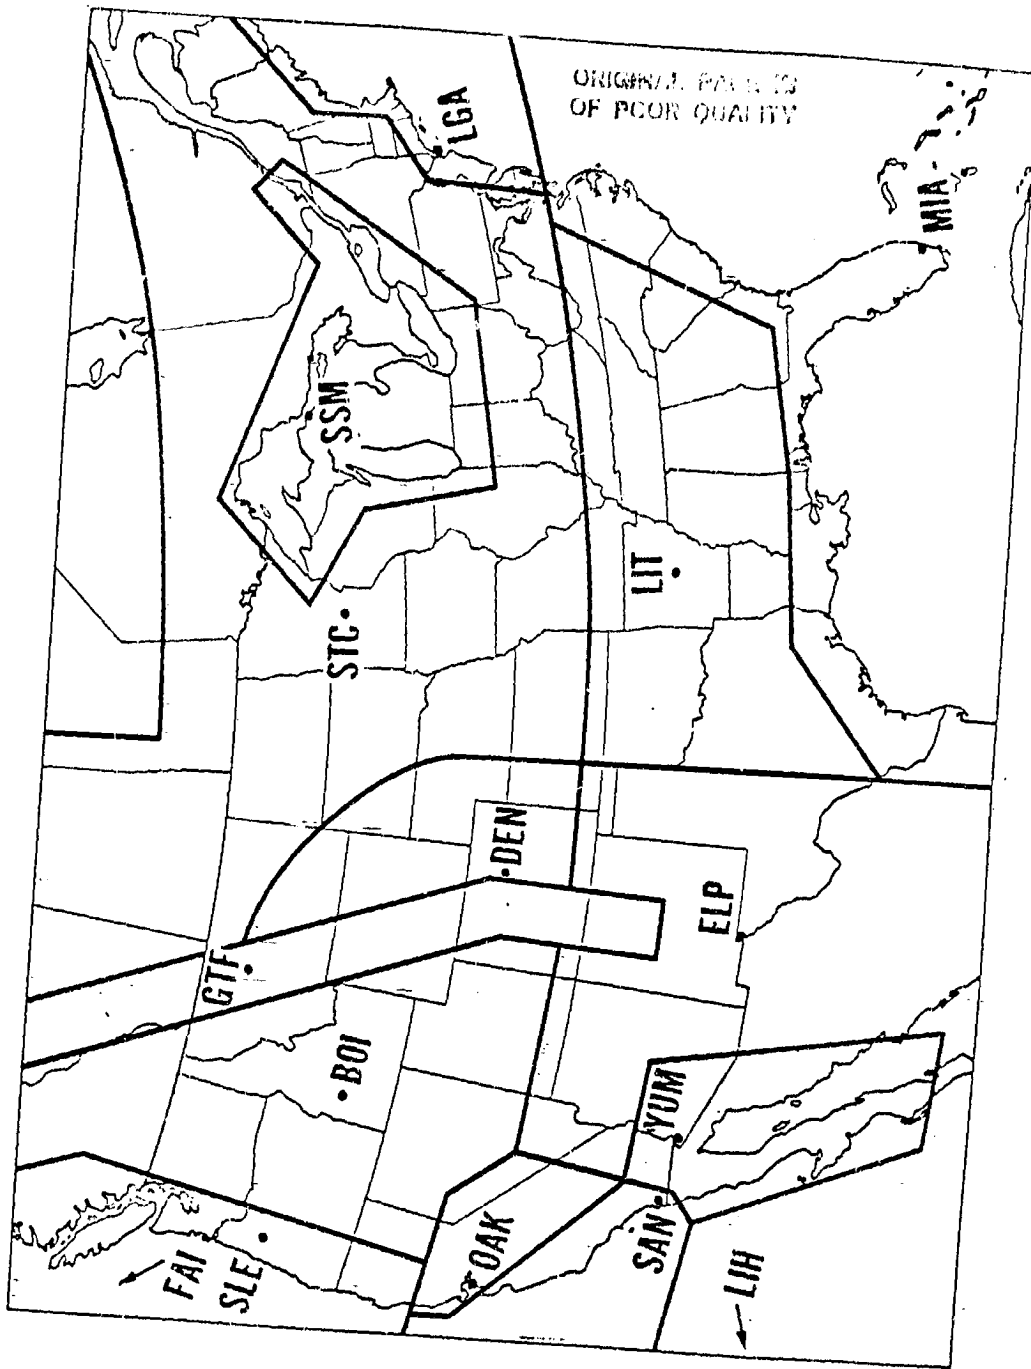 ORIGINAL PAGE IS
OF POOR QUALITY
LGA
MIA
SSM
STC
LIT
DEN
GTF
ELP
BOI
YUM
OAK
SAN
FAI
SLE
LIH